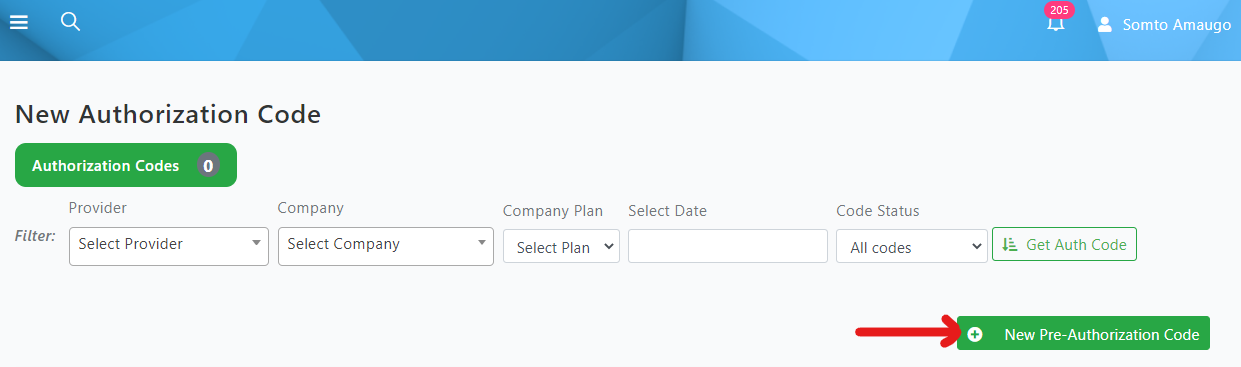 205
Somto Amaugo
New Authorization Code
Authorization Codes 0
Provider Company Company Plan Select Date Code Status
Filter: Select Provider Select Company Select Plan All codes Get Auth Code
New Pre-Authorization Code